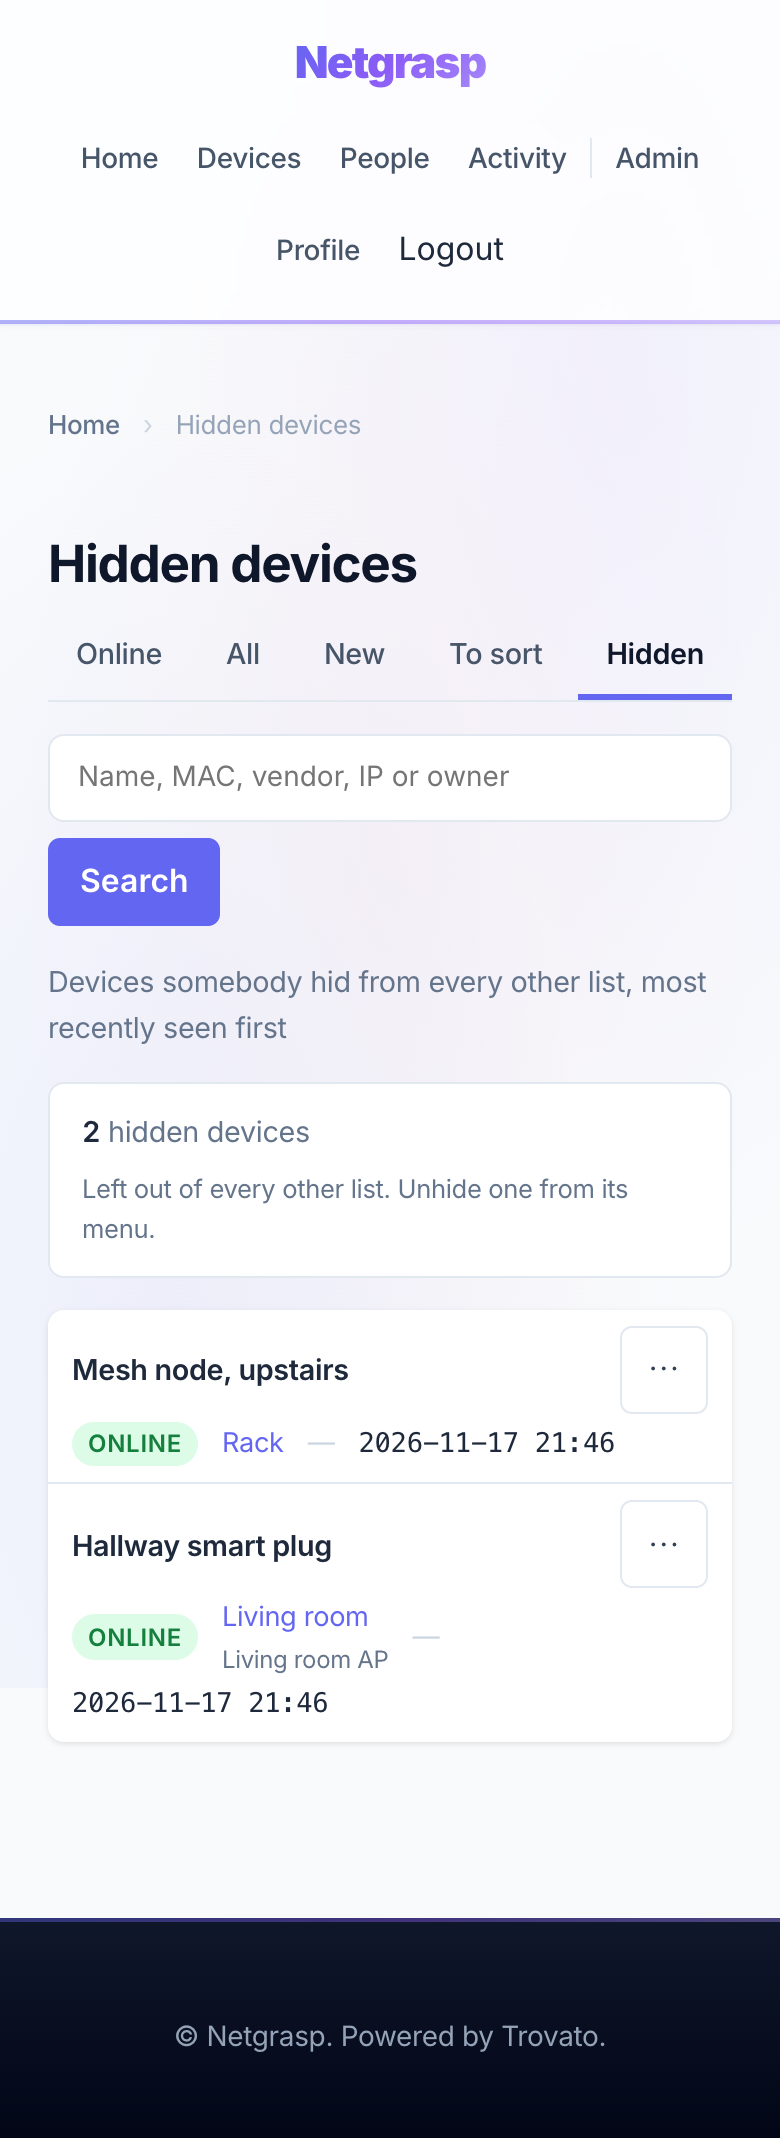 Netgrasp
Home Devices People Activity Admin
Profile Logout
Home › Hidden devices
Hidden devices
Online All New To sort Hidden
Name, MAC, vendor, IP or owner
Search
Devices somebody hid from every other list, most
recently seen first
2 hidden devices
Left out of every other list. Unhide one from its
menu.
Mesh node, upstairs ...
ONLINE Rack — 2026-11-17 21:46
Hallway smart plug ...
ONLINE Living room —
Living room AP
2026-11-17 21:46
© Netgrasp. Powered by Trovato.